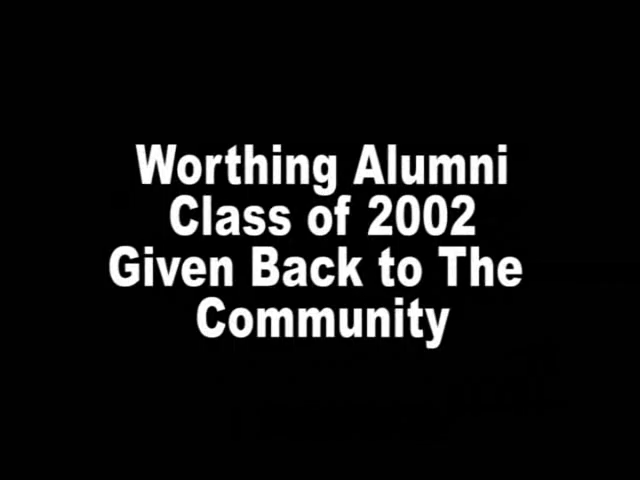 Worthing Alumni
Class of 2002
Given Back to The
Community